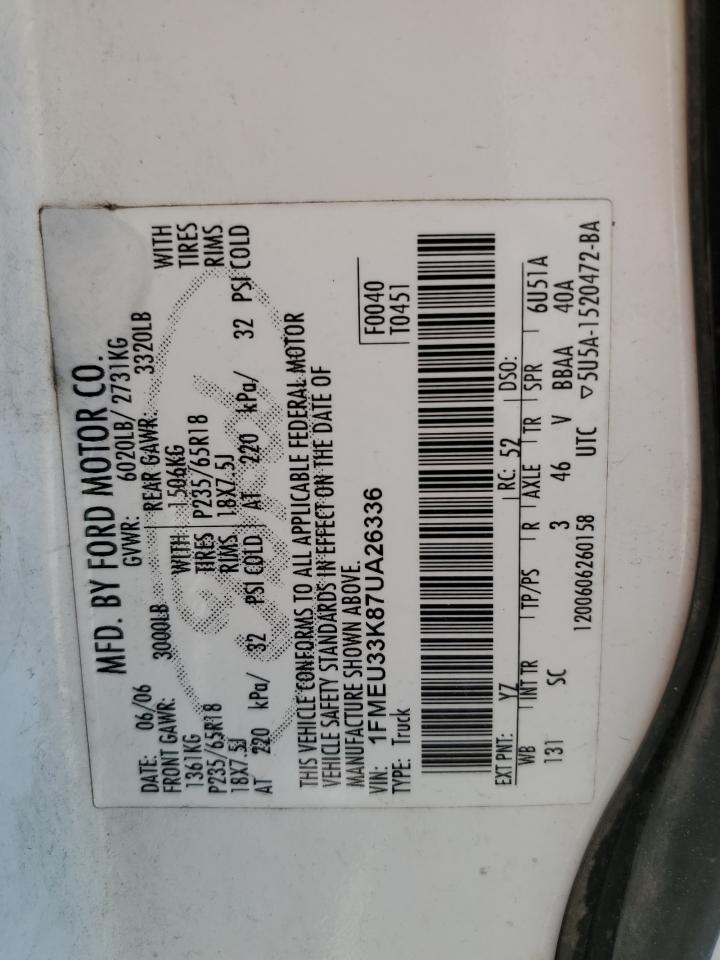 MFD. BY FORD MOTOR CO.
DATE: 06/06 GVWR: 6020LB/ 2731KG
FRONT GAWR: 3000LB REAR GAWR: 3320LB
1361KG WITH 1506KG WITH
P235/65R18 TIRES P235/65R18 TIRES
18X7.5J RIMS 18X7.5J RIMS
AT 220 kPa/ 32 PSI COLD AT 220 kPa/ 32 PSI COLD
THIS VEHICLE CONFORMS TO ALL APPLICABLE FEDERAL MOTOR
VEHICLE SAFETY STANDARDS IN EFFECT ON THE DATE OF
MANUFACTURE SHOWN ABOVE.
VIN: 1FMEU33K87UA26336 F0040
TYPE: Truck T0451
EXT PNT: YZ RC: 52 DSO:
WB INT TR TP/PS R AXLE TR SPR 6U51A
131 SC 3 46 V BBAA 40A
1200606260158 UTC ▽5U5A-1520472-BA